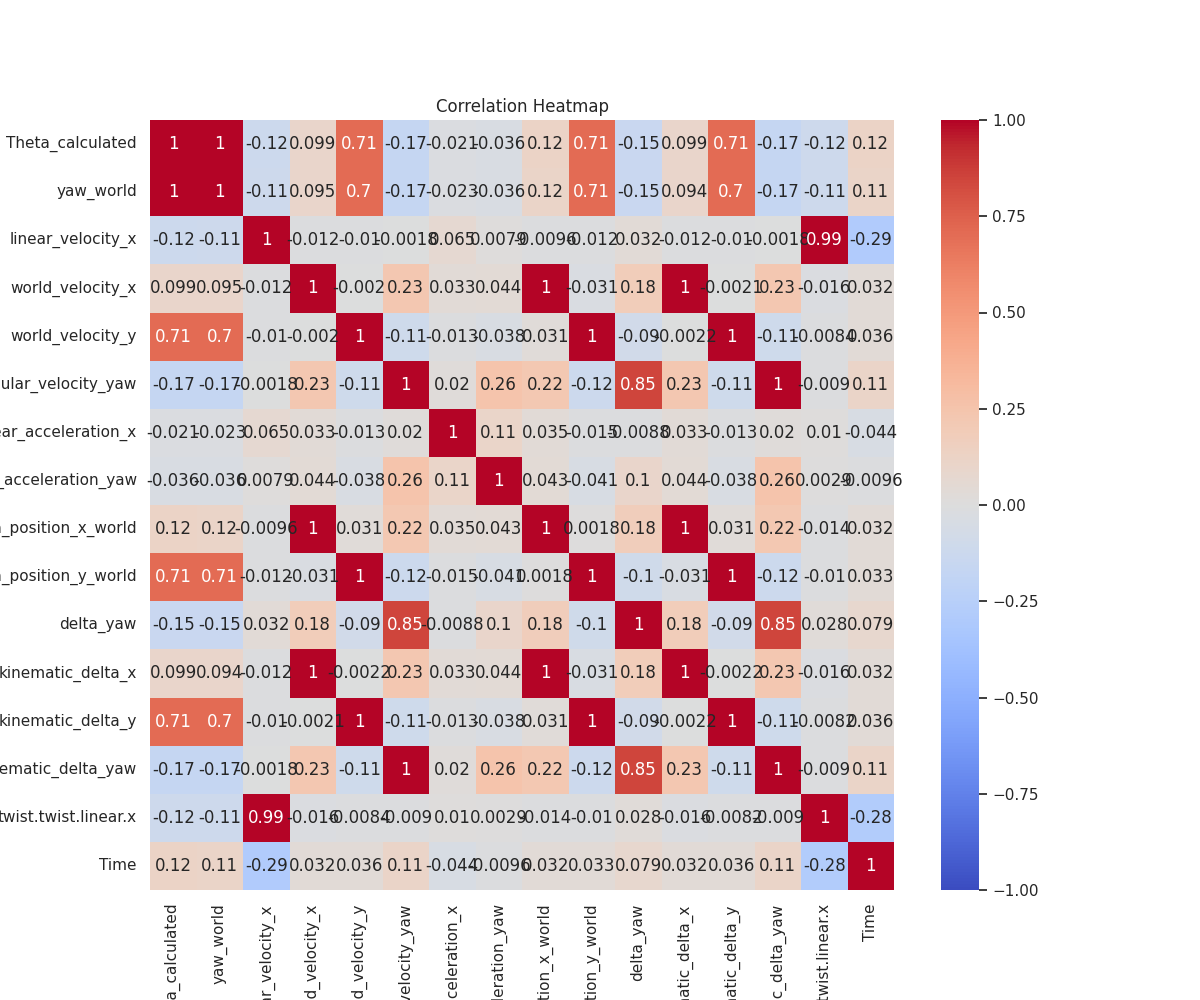 Correlation Heatmap
Theta_calculated 1 1 -0.12 0.099 0.71 -0.17 -0.021 -0.036 0.12 0.71 -0.15 0.099 0.71 -0.17 -0.12 0.12
yaw_world 1 1 -0.11 0.095 0.7 -0.17 -0.023 -0.036 0.12 0.71 -0.15 0.094 0.7 -0.17 -0.11 0.11
linear_velocity_x -0.12 -0.11 1 -0.012 -0.01 -0.0018 0.065 0.0079 -0.0096 -0.012 0.032 -0.012 -0.01 -0.0018 0.99 -0.29
world_velocity_x 0.099 0.095 -0.012 1 -0.002 0.23 0.033 0.044 1 -0.031 0.18 1 -0.0021 0.23 -0.016 0.032
world_velocity_y 0.71 0.7 -0.01 -0.002 1 -0.11 -0.013 -0.038 0.031 1 -0.09 -0.0022 1 -0.11 -0.0084 0.036
ular_velocity_yaw -0.17 -0.17 -0.0018 0.23 -0.11 1 0.02 0.26 0.22 -0.12 0.85 0.23 -0.11 1 -0.009 0.11
ear_acceleration_x -0.021 -0.023 0.065 0.033 -0.013 0.02 1 0.11 0.035 -0.015 -0.0088 0.033 -0.013 0.02 0.01 -0.044
_acceleration_yaw -0.036 -0.036 0.0079 0.044 -0.038 0.26 0.11 1 0.043 -0.041 0.1 0.044 -0.038 0.26 0.0029 -0.0096
a_position_x_world 0.12 0.12 -0.0096 1 0.031 0.22 0.035 0.043 1 0.0018 0.18 1 0.031 0.22 -0.014 0.032
a_position_y_world 0.71 0.71 -0.012 -0.031 1 -0.12 -0.015 -0.041 0.0018 1 -0.1 -0.031 1 -0.12 -0.01 0.033
delta_yaw -0.15 -0.15 0.032 0.18 -0.09 0.85 -0.0088 0.1 0.18 -0.1 1 0.18 -0.09 0.85 0.028 0.079
kinematic_delta_x 0.099 0.094 -0.012 1 -0.0022 0.23 0.033 0.044 1 -0.031 0.18 1 -0.0022 0.23 -0.016 0.032
kinematic_delta_y 0.71 0.7 -0.01 -0.0021 1 -0.11 -0.013 -0.038 0.031 1 -0.09 -0.0022 1 -0.11 -0.0082 0.036
ematic_delta_yaw -0.17 -0.17 -0.0018 0.23 -0.11 1 0.02 0.26 0.22 -0.12 0.85 0.23 -0.11 1 -0.009 0.11
twist.twist.linear.x -0.12 -0.11 0.99 -0.016 -0.0084 -0.009 0.01 0.0029 -0.014 -0.01 0.028 -0.016 -0.0082 -0.009 1 -0.28
Time 0.12 0.11 -0.29 0.032 0.036 0.11 -0.044 -0.0096 0.032 0.033 0.079 0.032 0.036 0.11 -0.28 1
a_calculated
yaw_world
ar_velocity_x
d_velocity_x
d_velocity_y
velocity_yaw
celeration_x
leration_yaw
tion_x_world
tion_y_world
delta_yaw
natic_delta_x
natic_delta_y
c_delta_yaw
twist.linear.x
Time
1.00
0.75
0.50
0.25
0.00
−0.25
−0.50
−0.75
−1.00